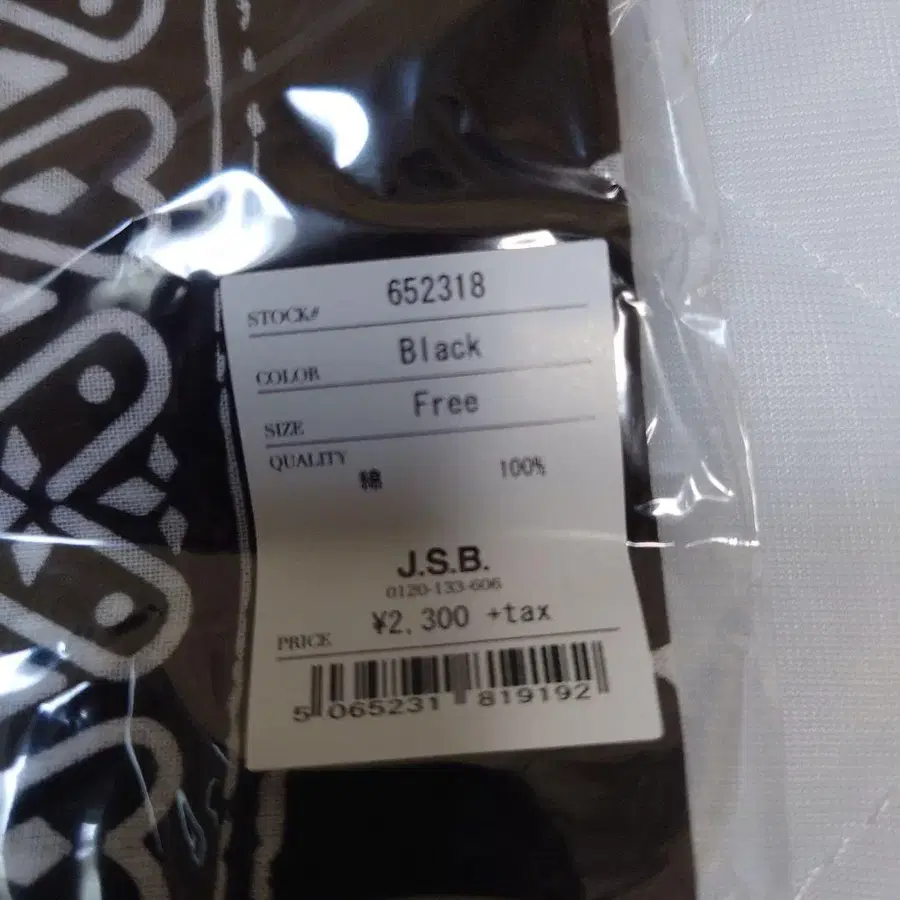 STOCK# 652318
COLOR Black
SIZE Free
QUALITY
綿 100%
J.S.B.
0120-133-606
PRICE ¥2,300 +tax
5 065231 819192